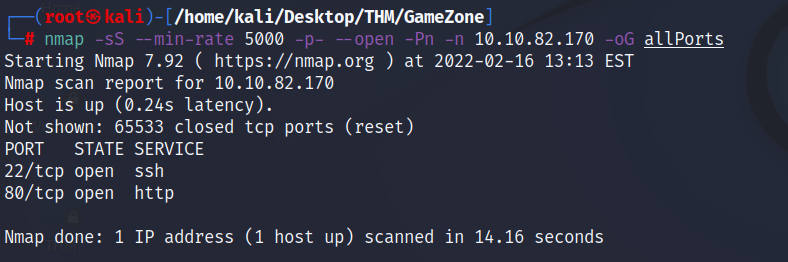 ┌──(root㉿kali)-[/home/kali/Desktop/THM/GameZone]
└─# nmap -sS --min-rate 5000 -p- --open -Pn -n 10.10.82.170 -oG allPorts
Starting Nmap 7.92 ( https://nmap.org ) at 2022-02-16 13:13 EST
Nmap scan report for 10.10.82.170
Host is up (0.24s latency).
Not shown: 65533 closed tcp ports (reset)
PORT   STATE SERVICE
22/tcp open  ssh
80/tcp open  http
Nmap done: 1 IP address (1 host up) scanned in 14.16 seconds